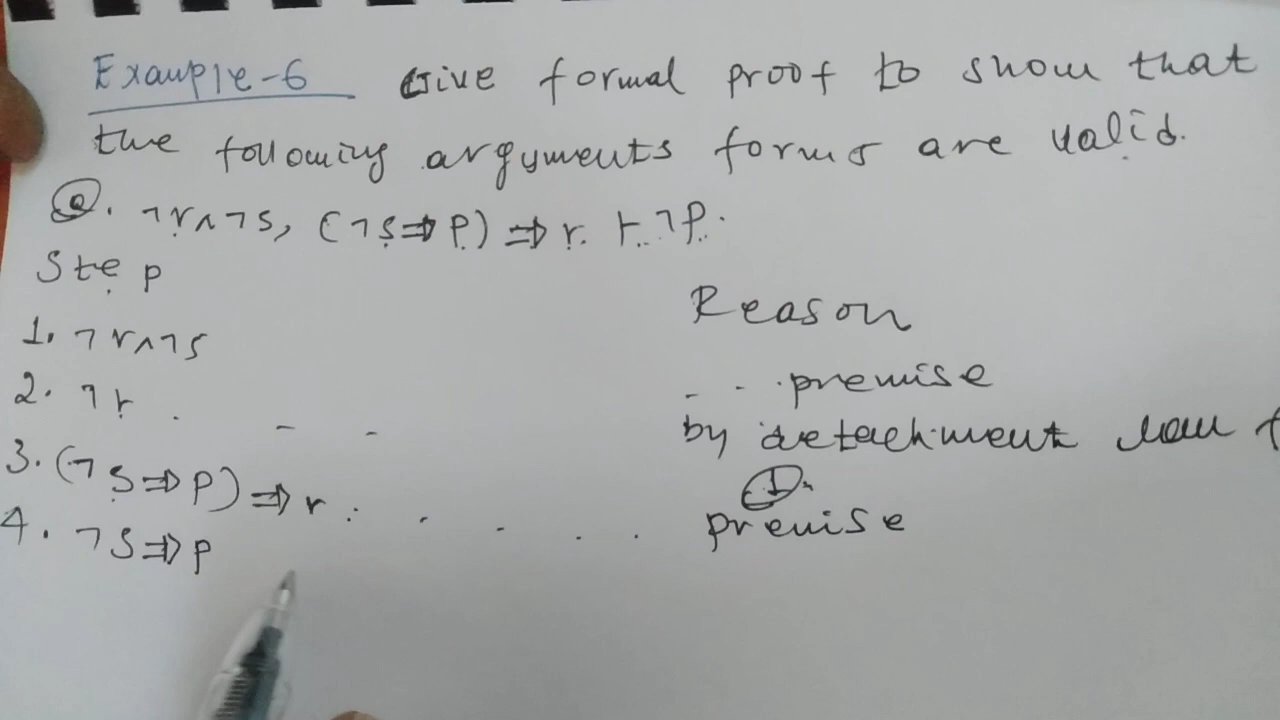 Example-6 Give formal proof to show that
the following arguments forms are valid.
a. ¬r∧¬s, (¬s⇒p)⇒r ⊢ ¬p.
Step
Reason
1. ¬r∧¬s
- - . premise
2. ¬r . - -
by detachment law f
①
3. (¬s⇒p)⇒r : . - . . premise
4. ¬s⇒p